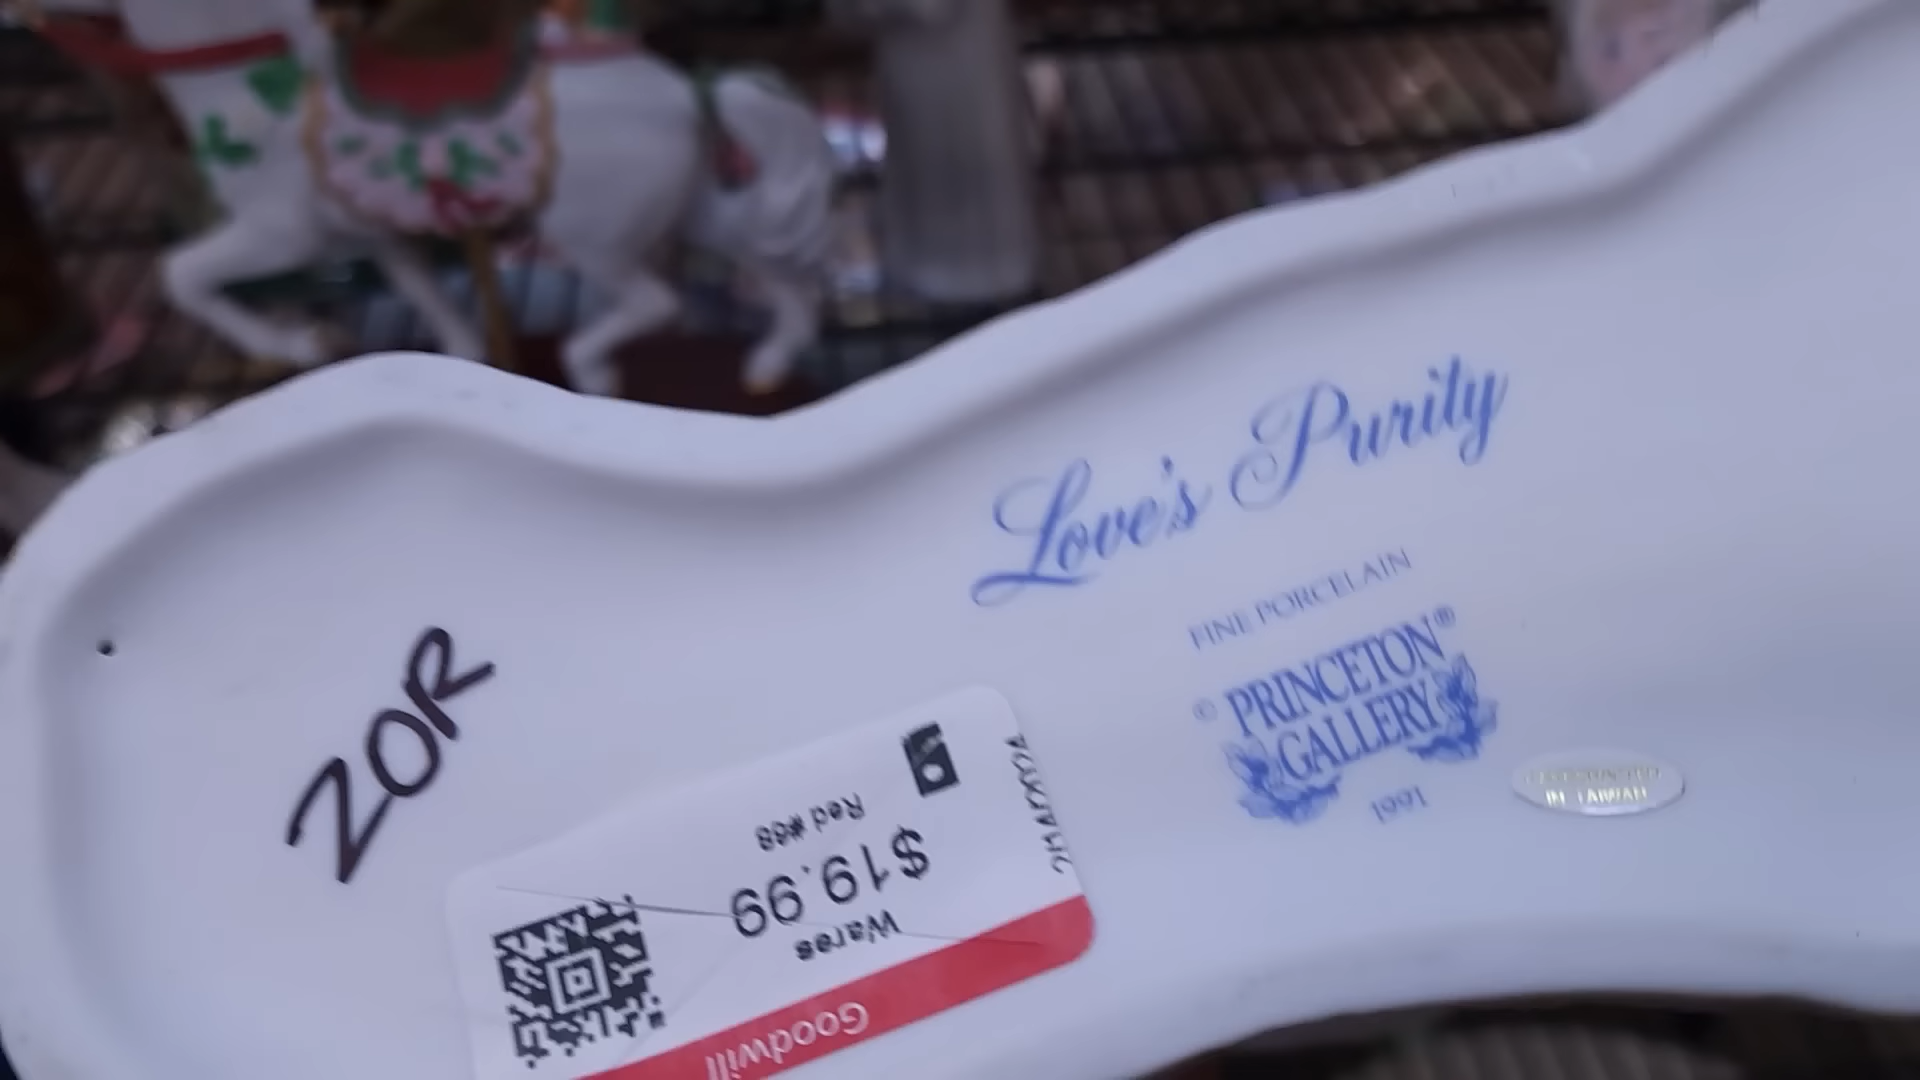 Love's Purity
FINE PORCELAIN
© PRINCETON®
GALLERY
1991
IN TAIWAN
ZOR
Goodwill
Wares
$19.99
Red #68